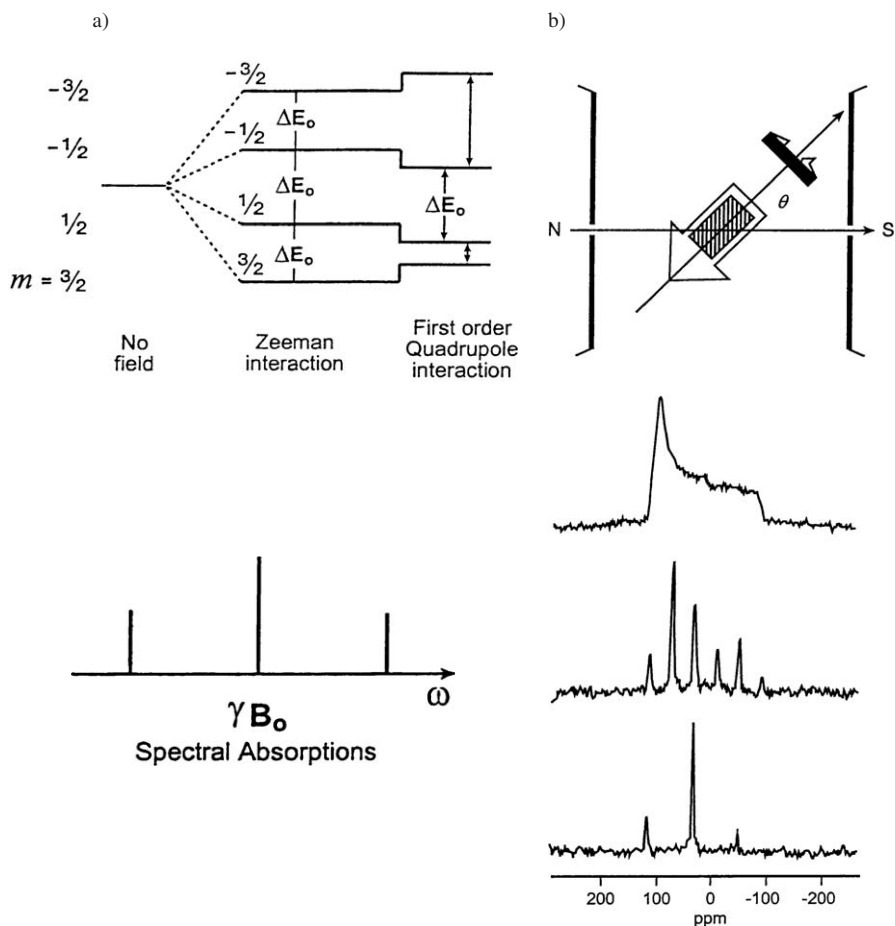 a)
−3/2
−1/2
1/2
m = 3/2
−3/2
ΔEo
−1/2
ΔEo
1/2
ΔEo
3/2
ΔEo
No
field
Zeeman
interaction
First order
Quadrupole
interaction
γBo
ω
Spectral Absorptions
b)
θ
N
S
200 100 0 -100 -200
ppm